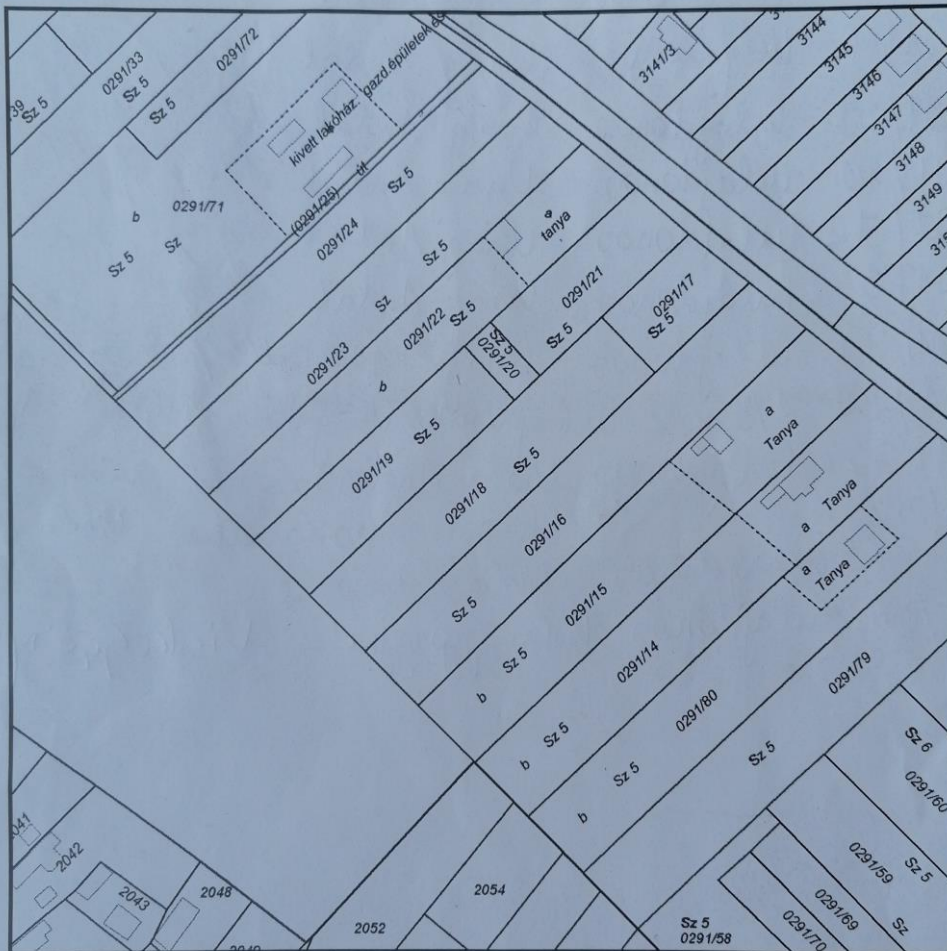 0291/33
Sz 5
0291/72
Sz 5
39
Sz 5
kivett lakóház, gazd.épületek és
(0291/25) út
b 0291/71
Sz 5 Sz
0291/24
Sz 5
3141/3
3144
3145
3146
3147
3148
3149
a
tanya
Sz Sz 5
0291/23
0291/22
Sz 5
b
0291/21
Sz 5
Sz 5
0291/20
0291/17
Sz 5
0291/19
Sz 5
0291/18
Sz 5
0291/16
Sz 5
a
Tanya
0291/15
b Sz 5
a Tanya
0291/14
b Sz 5
a
Tanya
0291/80
b Sz 5
0291/79
Sz 5
Sz 6
0291/60
0291/59
Sz 5
0291/69
Sz
Sz 5
0291/58
041
2042
2043
2048
2052
2054